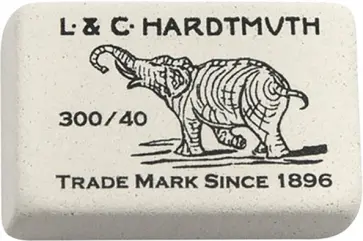 L·& C·HARDTMUTH
300/40
TRADE MARK SINCE 1896